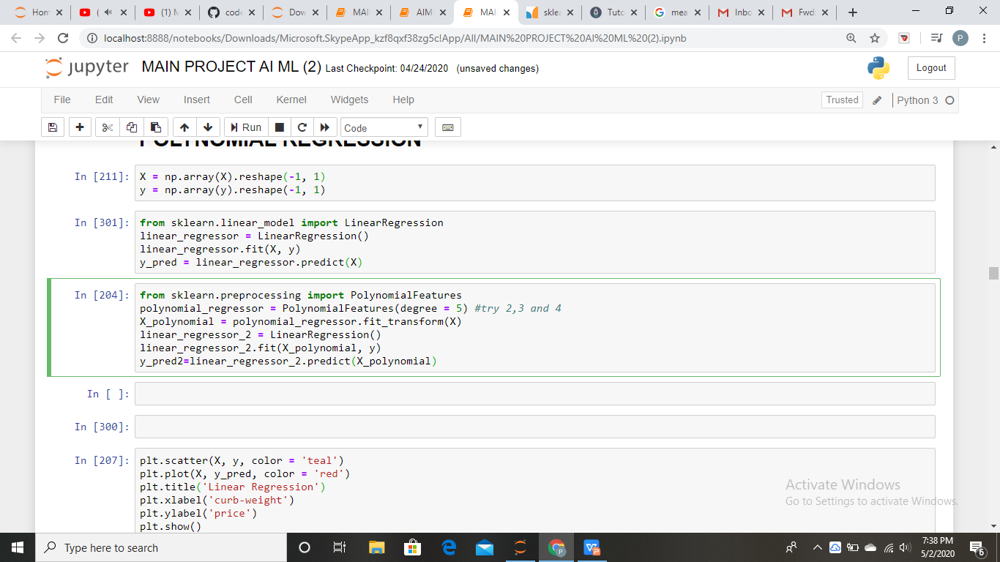 Hom
(
(1) M
code
Dow
MAI
AIM
MAI
skle
Tuto
mea
Inbo
Fwd:
localhost:8888/notebooks/Downloads/Microsoft.SkypeApp_kzf8qxf38zg5c!App/All/MAIN%20PROJECT%20AI%20ML%20(2).ipynb
P
jupyter MAIN PROJECT AI ML (2) Last Checkpoint: 04/24/2020 (unsaved changes)
Logout
File Edit View Insert Cell Kernel Widgets Help
Trusted
Python 3
Run
Code
POLYNOMIAL REGRESSION
In [211]: X = np.array(X).reshape(-1, 1)
y = np.array(y).reshape(-1, 1)
In [301]: from sklearn.linear_model import LinearRegression
linear_regressor = LinearRegression()
linear_regressor.fit(X, y)
y_pred = linear_regressor.predict(X)
In [204]: from sklearn.preprocessing import PolynomialFeatures
polynomial_regressor = PolynomialFeatures(degree = 5) #try 2,3 and 4
X_polynomial = polynomial_regressor.fit_transform(X)
linear_regressor_2 = LinearRegression()
linear_regressor_2.fit(X_polynomial, y)
y_pred2=linear_regressor_2.predict(X_polynomial)
In [ ]:
In [300]:
In [207]: plt.scatter(X, y, color = 'teal')
plt.plot(X, y_pred, color = 'red')
plt.title('Linear Regression')
plt.xlabel('curb-weight')
plt.ylabel('price')
plt.show()
Activate Windows
Go to Settings to activate Windows.
Type here to search
7:38 PM
5/2/2020
6